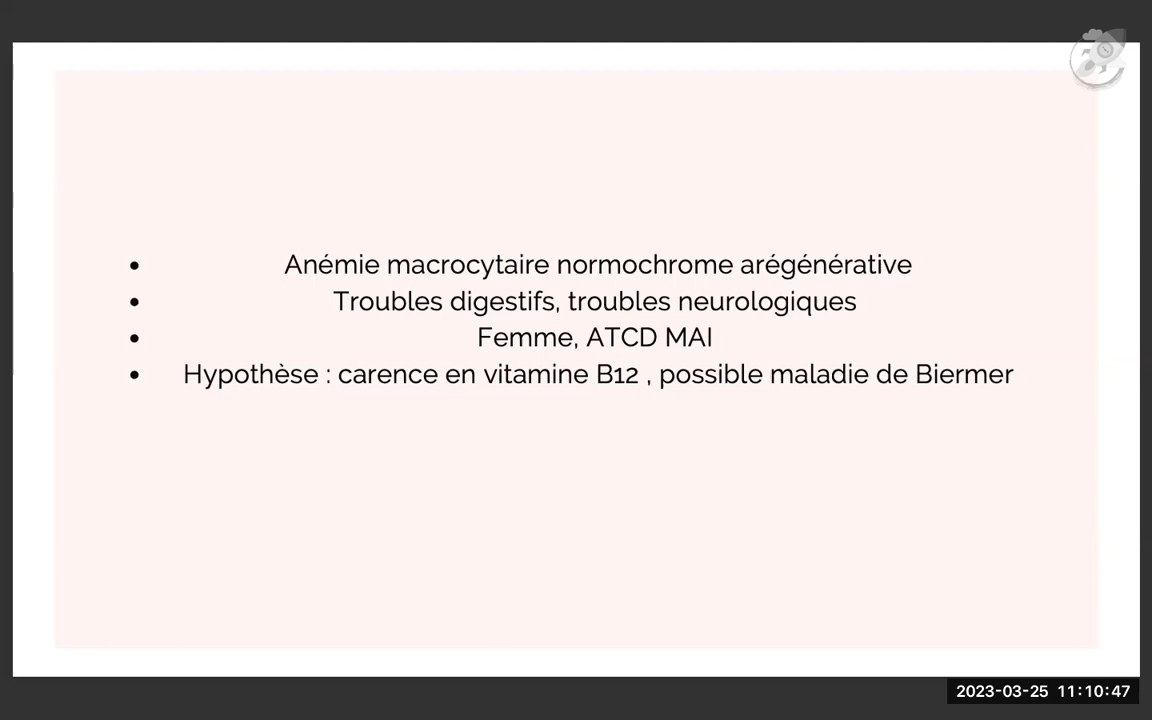 • Anémie macrocytaire normochrome arégénérative
• Troubles digestifs, troubles neurologiques
• Femme, ATCD MAI
• Hypothèse : carence en vitamine B12 , possible maladie de Biermer
2023-03-25 11:10:47